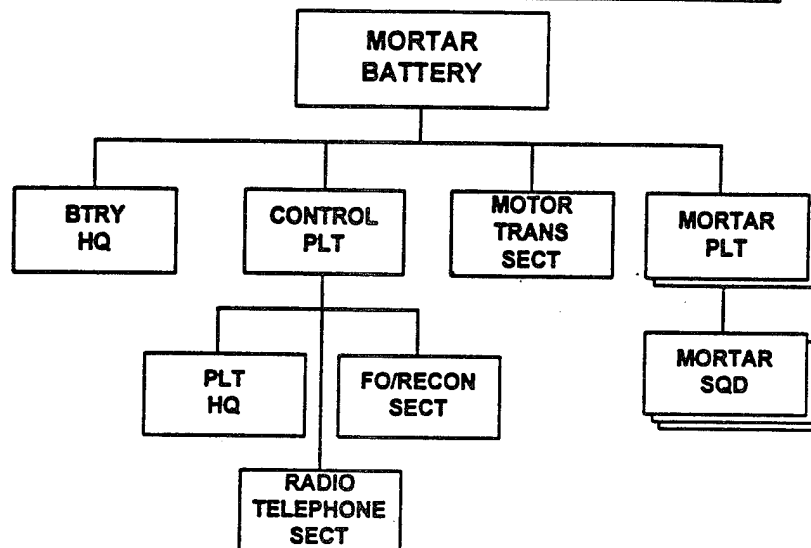 MORTAR
BATTERY
BTRY
HQ
CONTROL
PLT
MOTOR
TRANS
SECT
MORTAR
PLT
PLT
HQ
FO/RECON
SECT
MORTAR
SQD
RADIO
TELEPHONE
SECT